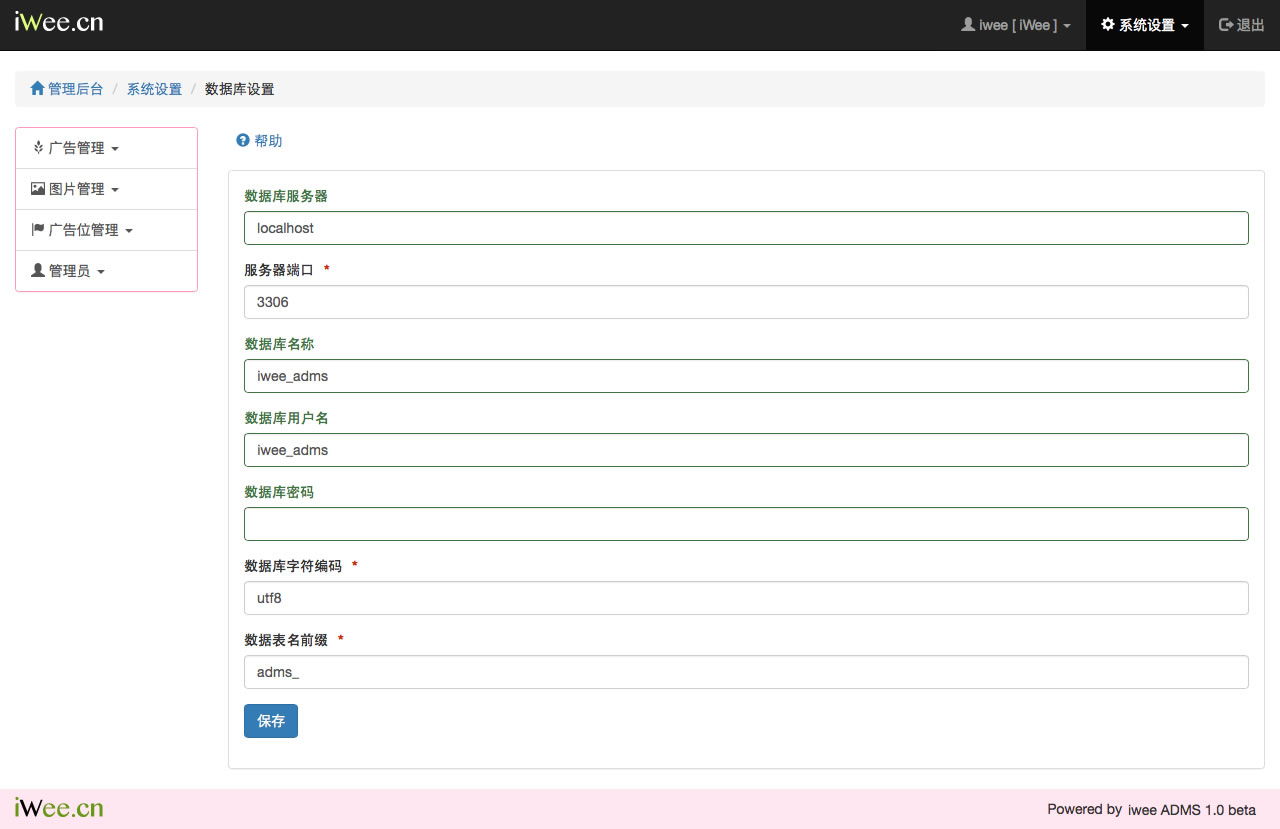 iWee.cn
iwee [ iWee ] 系统设置 退出
管理后台 / 系统设置 / 数据库设置
广告管理
图片管理
广告位管理
管理员
帮助
数据库服务器
localhost
服务器端口 *
3306
数据库名称
iwee_adms
数据库用户名
iwee_adms
数据库密码
数据库字符编码 *
utf8
数据表名前缀 *
adms_
保存
iWee.cn
Powered by iwee ADMS 1.0 beta